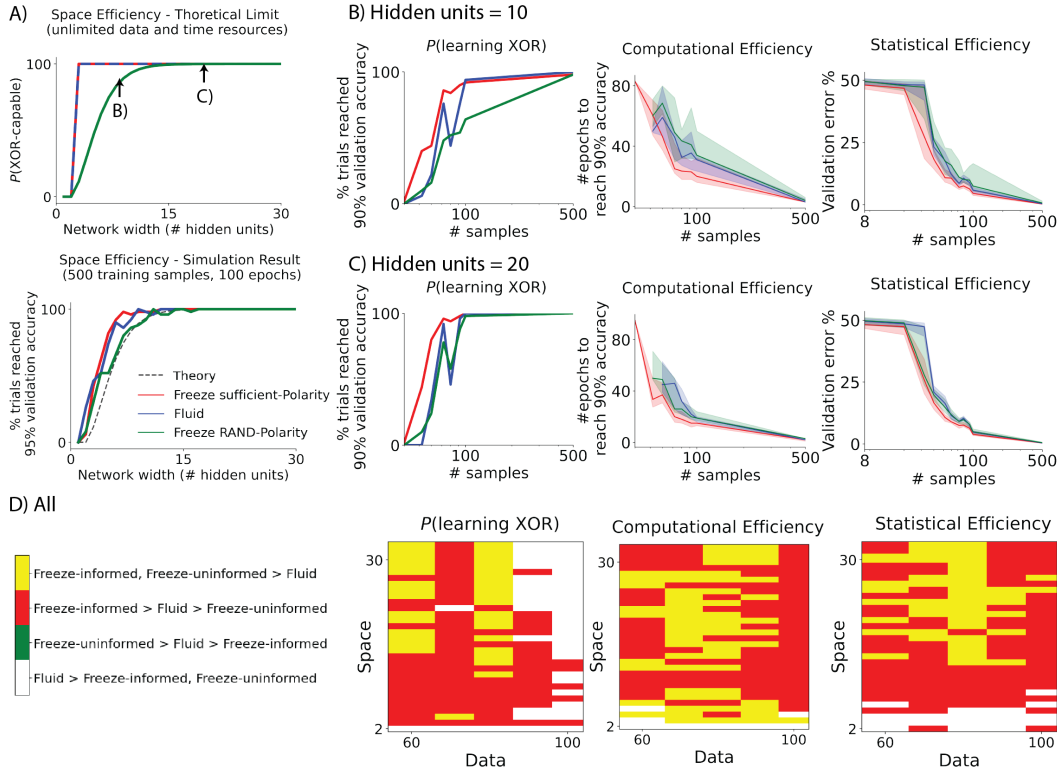 A)
Space Efficiency - Thoretical Limit
(unlimited data and time resources)
100
P(XOR-capable)
0
B)
C)
1
15
30
Network width (# hidden units)
Space Efficiency - Simulation Result
(500 training samples, 100 epochs)
% trials reached
95% validation accuracy
100
0
Theory
Freeze sufficient-Polarity
Fluid
Freeze RAND-Polarity
0
15
30
Network width (# hidden units)
B) Hidden units = 10
P(learning XOR)
% trials reached
90% validation accuracy
100
0
100
500
# samples
Computational Efficiency
#epochs to
reach 90% accuracy
80
40
0
100
500
# samples
Statistical Efficiency
Validation error %
50
25
0
8
100
500
# samples
C) Hidden units = 20
P(learning XOR)
% trials reached
90% validation accuracy
100
0
100
500
# samples
Computational Efficiency
#epochs to
reach 90% accuracy
80
40
0
100
500
# samples
Statistical Efficiency
Validation error %
50
25
0
8
100
500
# samples
D) All
Freeze-informed, Freeze-uninformed > Fluid
Freeze-informed > Fluid > Freeze-uninformed
Freeze-uninformed > Fluid > Freeze-informed
Fluid > Freeze-informed, Freeze-uninformed
P(learning XOR)
Space
30
2
60
100
Data
Computational Efficiency
Space
30
2
60
100
Data
Statistical Efficiency
Space
30
2
60
100
Data